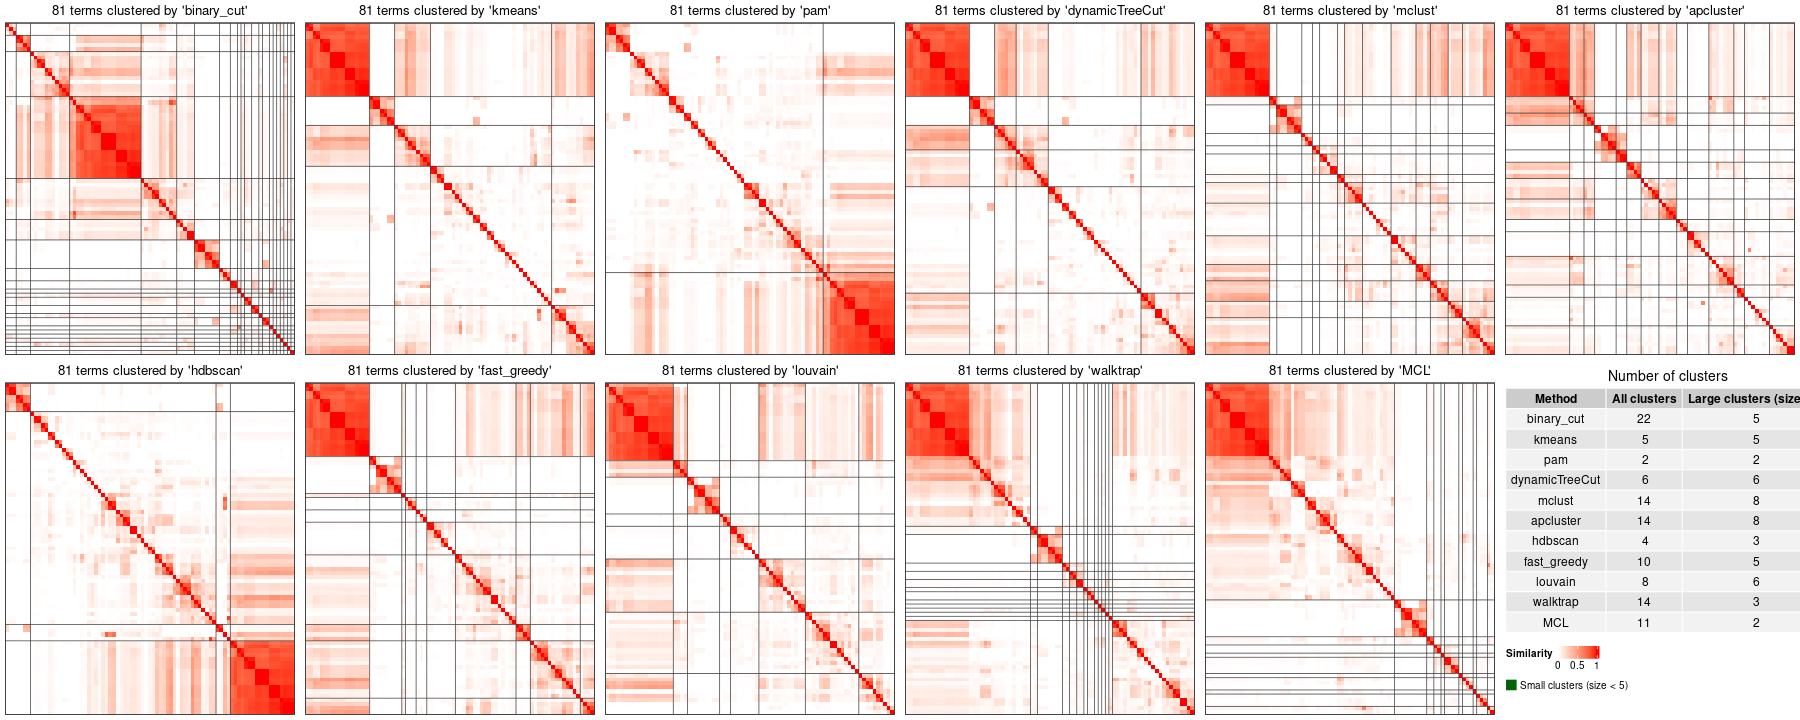 81 terms clustered by 'binary_cut'
81 terms clustered by 'kmeans'
81 terms clustered by 'pam'
81 terms clustered by 'dynamicTreeCut'
81 terms clustered by 'mclust'
81 terms clustered by 'apcluster'
81 terms clustered by 'hdbscan'
81 terms clustered by 'fast_greedy'
81 terms clustered by 'louvain'
81 terms clustered by 'walktrap'
81 terms clustered by 'MCL'
Number of clusters
Method All clusters Large clusters (size
binary_cut 22 5
kmeans 5 5
pam 2 2
dynamicTreeCut 6 6
mclust 14 8
apcluster 14 8
hdbscan 4 3
fast_greedy 10 5
louvain 8 6
walktrap 14 3
MCL 11 2
Similarity
0 0.5 1
Small clusters (size < 5)